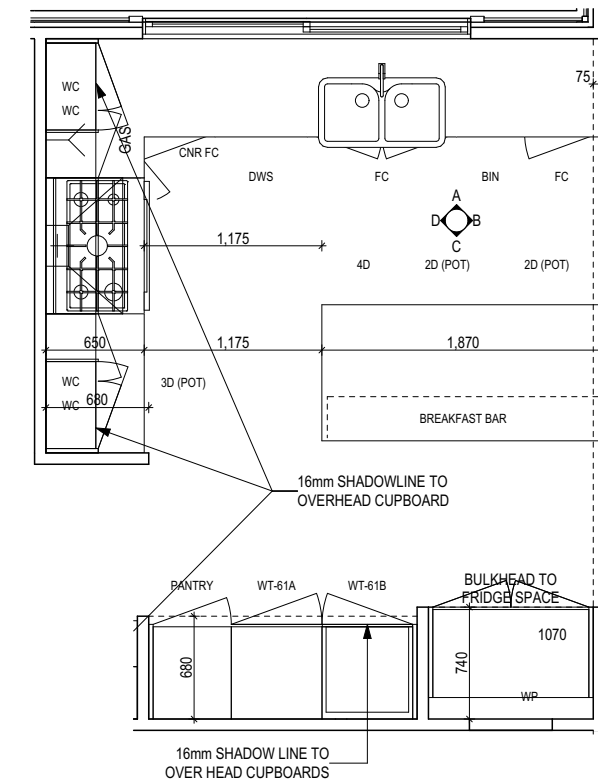 75
WC
WC
GAS
CNR FC
DWS
FC
BIN
FC
A
D
B
C
1,175
4D
2D (POT)
2D (POT)
650
1,175
1,870
WC
WC
680
3D (POT)
BREAKFAST BAR
16mm SHADOWLINE TO
OVERHEAD CUPBOARD
PANTRY
WT-61A
WT-61B
BULKHEAD TO
FRIDGE SPACE
1070
680
740
WP
16mm SHADOW LINE TO
OVER HEAD CUPBOARDS